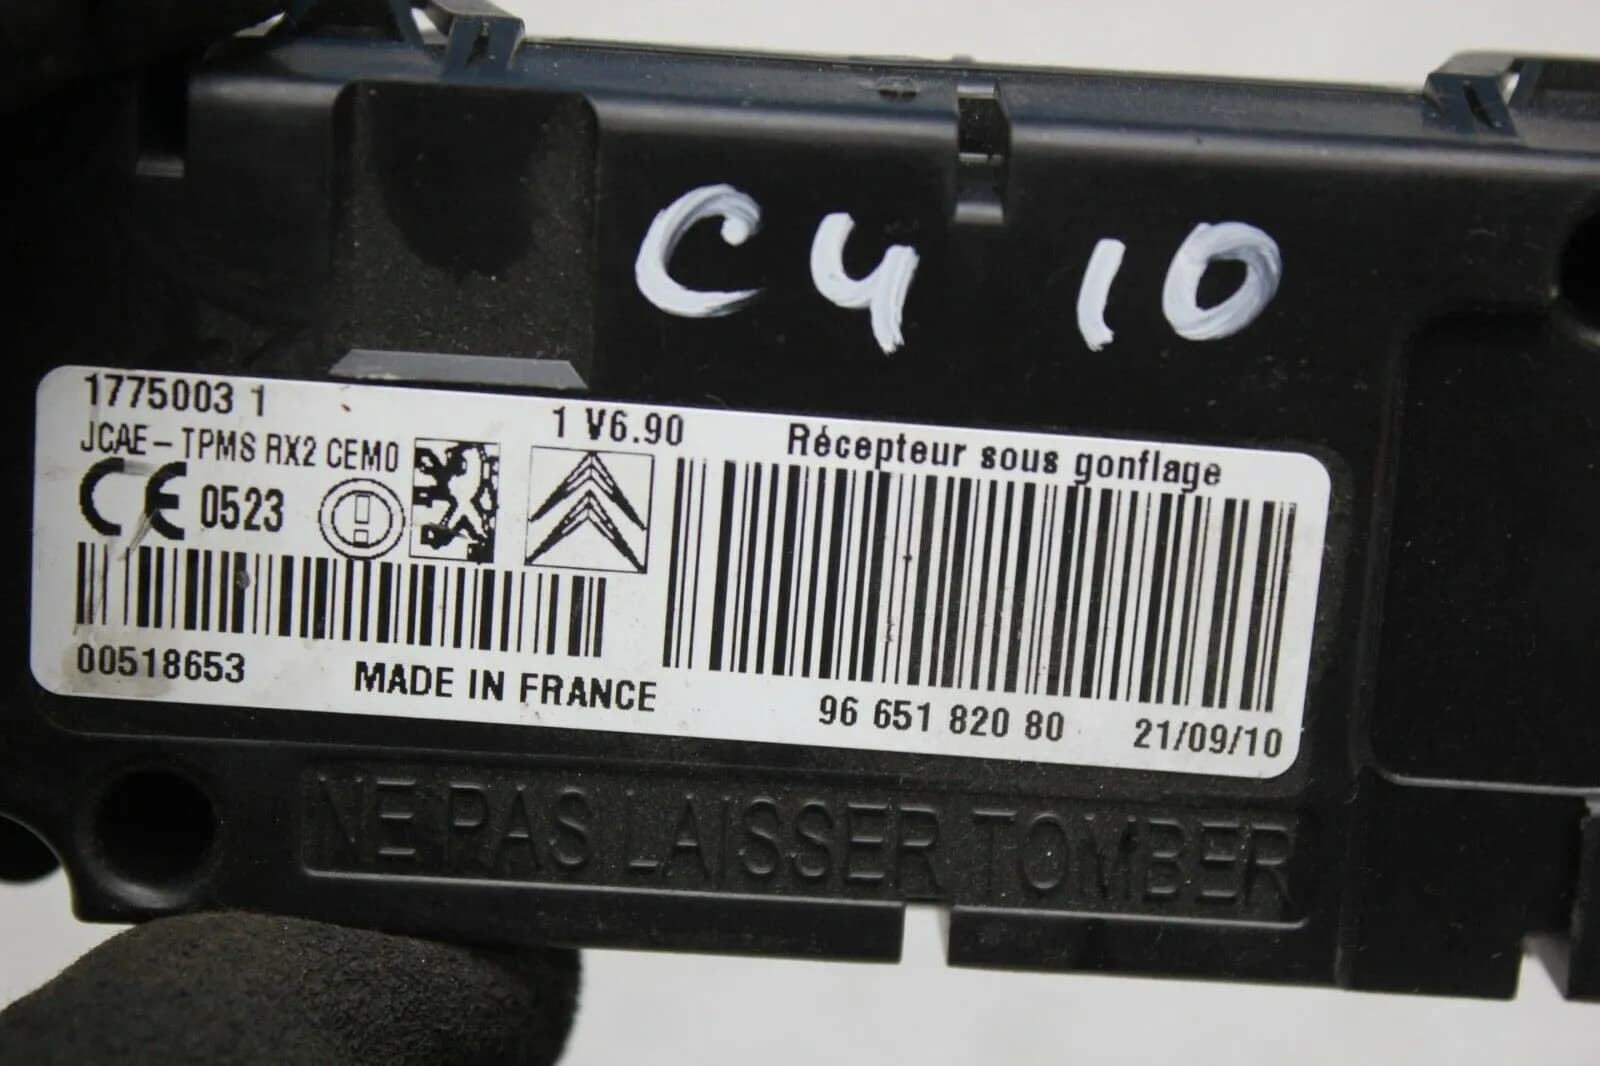 C4 10
1775003 1
1 V6.90
Récepteur sous gonflage
JCAE-TPMS RX2 CEM0
CE 0523
00518653
MADE IN FRANCE
96 651 820 80
21/09/10
NE PAS LAISSER TOMBER